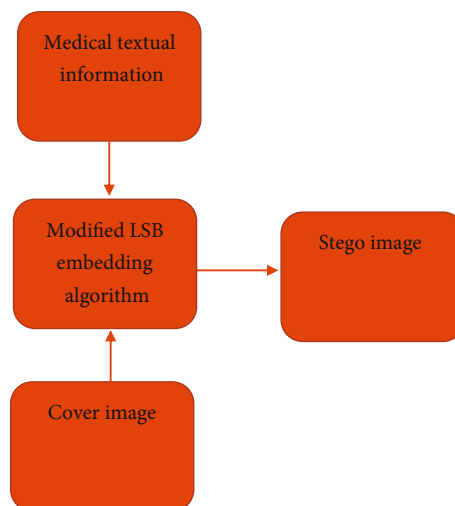 Medical textual
information
Modified LSB
embedding
algorithm
Stego image
Cover image